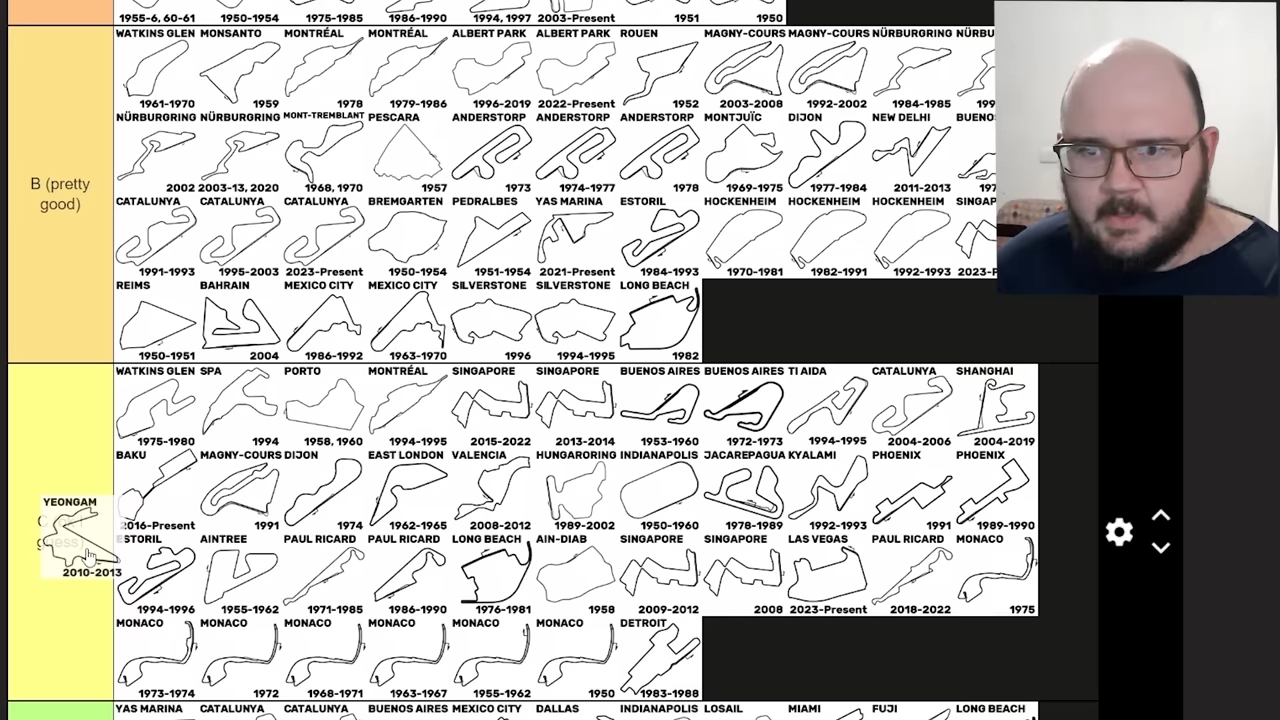 1955-6, 60-61 1950-1954 1975-1985 1986-1990 1994, 1997 2003-Present 1951 1950
WATKINS GLEN MONSANTO MONTRÉAL MONTRÉAL ALBERT PARK ALBERT PARK ROUEN MAGNY-COURS MAGNY-COURS NÜRBURGRING NÜRBU
1961-1970 1959 1978 1979-1986 1996-2019 2022-Present 1952 2003-2008 1992-2002 1984-1985 199
NÜRBURGRING NÜRBURGRING MONT-TREMBLANT PESCARA ANDERSTORP ANDERSTORP ANDERSTORP MONTJUÏC DIJON NEW DELHI BUENO
B (pretty
good)
2002 2003-13, 2020 1968, 1970 1957 1973 1974-1977 1978 1969-1975 1977-1984 2011-2013 197
CATALUNYA CATALUNYA CATALUNYA BREMGARTEN PEDRALBES YAS MARINA ESTORIL HOCKENHEIM HOCKENHEIM HOCKENHEIM SINGAP
1991-1993 1995-2003 2023-Present 1950-1954 1951-1954 2021-Present 1984-1993 1970-1981 1982-1991 1992-1993 2023-P
REIMS BAHRAIN MEXICO CITY MEXICO CITY SILVERSTONE SILVERSTONE LONG BEACH
1950-1951 2004 1986-1992 1963-1970 1996 1994-1995 1982
WATKINS GLEN SPA PORTO MONTRÉAL SINGAPORE SINGAPORE BUENOS AIRES BUENOS AIRES TI AIDA CATALUNYA SHANGHAI
1975-1980 1994 1958, 1960 1994-1995 2015-2022 2013-2014 1953-1960 1972-1973 1994-1995 2004-2006 2004-2019
BAKU MAGNY-COURS DIJON EAST LONDON VALENCIA HUNGARORING INDIANAPOLIS JACAREPAGUA KYALAMI PHOENIX PHOENIX
YEONGAM
2016-Present 1991 1974 1962-1965 2008-2012 1989-2002 1950-1960 1978-1989 1992-1993 1991 1989-1990
guess)
ESTORIL AINTREE PAUL RICARD PAUL RICARD LONG BEACH AIN-DIAB SINGAPORE SINGAPORE LAS VEGAS PAUL RICARD MONACO
2010-2013
1994-1996 1955-1962 1971-1985 1986-1990 1976-1981 1958 2009-2012 2008 2023-Present 2018-2022 1975
MONACO MONACO MONACO MONACO MONACO MONACO DETROIT
1973-1974 1972 1968-1971 1963-1967 1955-1962 1950 1983-1988
YAS MARINA CATALUNYA CATALUNYA BUENOS AIRES MEXICO CITY DALLAS INDIANAPOLIS LOSAIL MIAMI FUJI LONG BEACH